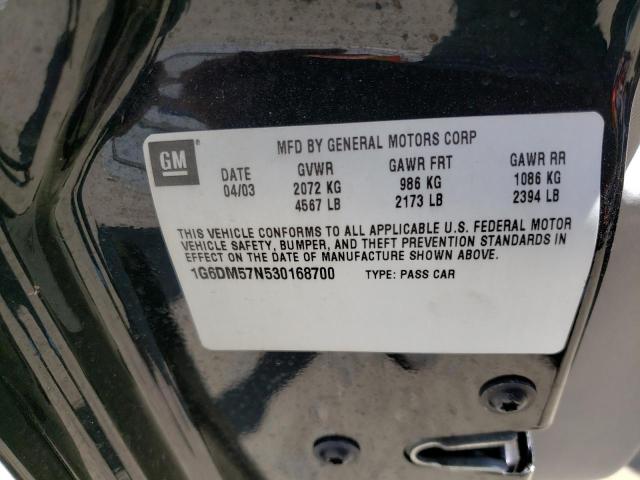 GM
MFD BY GENERAL MOTORS CORP
DATE GVWR GAWR FRT GAWR RR
04/03 2072 KG 986 KG 1086 KG
4567 LB 2173 LB 2394 LB
THIS VEHICLE CONFORMS TO ALL APPLICABLE U.S. FEDERAL MOTOR
VEHICLE SAFETY, BUMPER, AND THEFT PREVENTION STANDARDS IN
EFFECT ON THE DATE OF MANUFACTURE SHOWN ABOVE.
1G6DM57N530168700 TYPE: PASS CAR